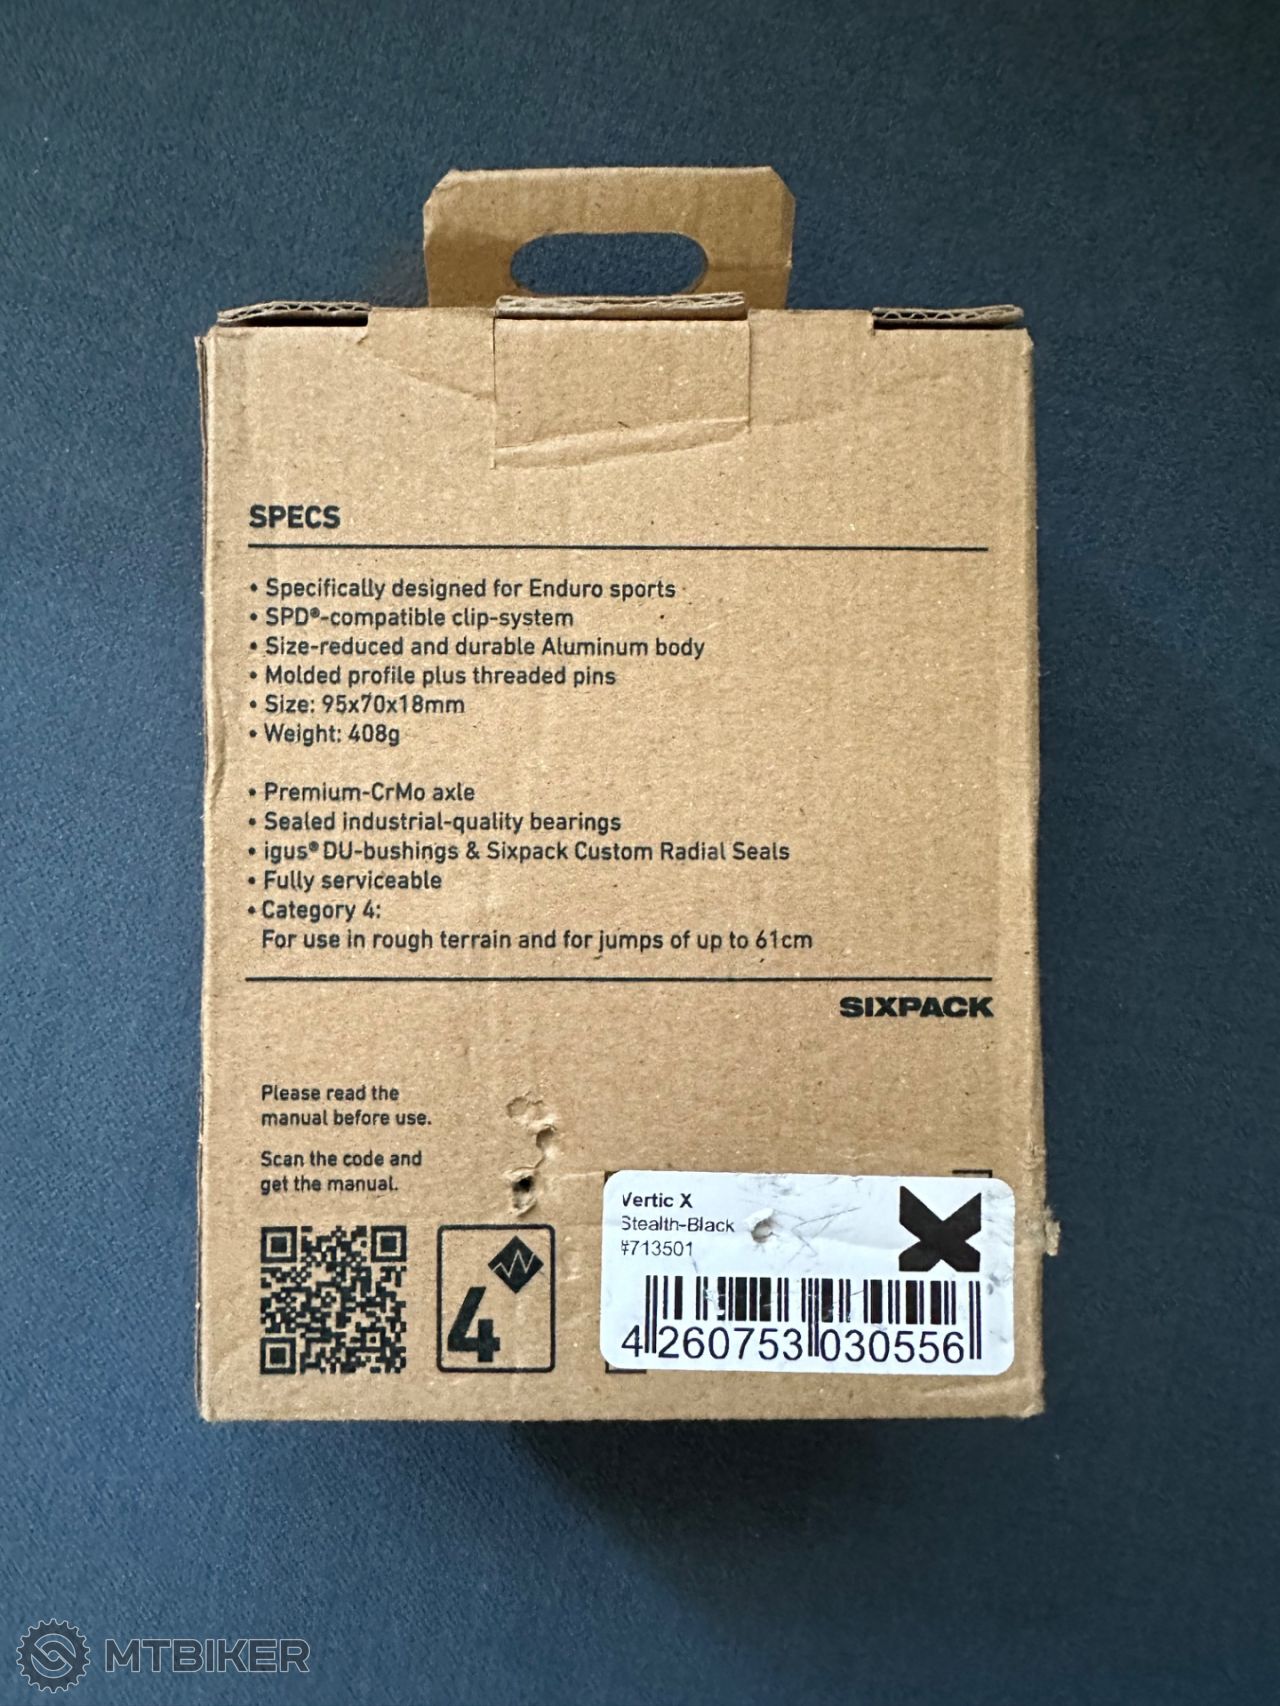 SPECS
• Specifically designed for Enduro sports
• SPD®-compatible clip-system
• Size-reduced and durable Aluminum body
• Molded profile plus threaded pins
• Size: 95x70x18mm
• Weight: 408g
• Premium-CrMo axle
• Sealed industrial-quality bearings
• igus® DU-bushings & Sixpack Custom Radial Seals
• Fully serviceable
• Category 4:
For use in rough terrain and for jumps of up to 61cm
SIXPACK
Please read the
manual before use.
Scan the code and
get the manual.
4
Vertic X
Stealth-Black
#713501
4 260753 030556
MTBIKER